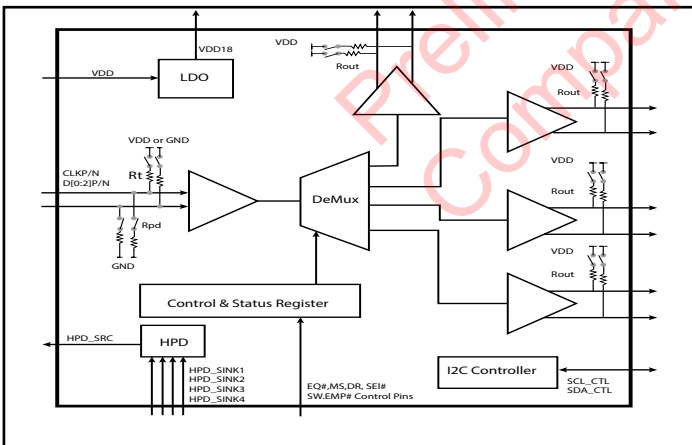 VDD18
VDD
LDO
VDD
Rout
VDD
Rout
VDD or GND
Rt
CLKP/N
D[0:2]P/N
Rpd
GND
DeMux
VDD
Rout
VDD
Rout
Control & Status Register
HPD_SRC
HPD
HPD_SINK1
HPD_SINK2
HPD_SINK3
HPD_SINK4
EQ#,MS,DR, SEI#
SW.EMP# Control Pins
I2C Controller
SCL_CTL
SDA_CTL